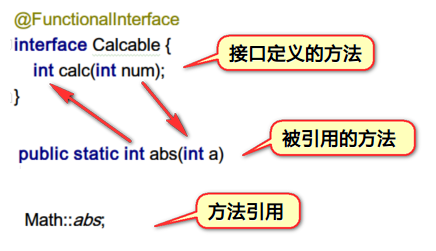 @FunctionalInterface
interface Calcable {
int calc(int num);
接口定义的方法
}
public static int abs(int a)
被引用的方法
Math::abs;
方法引用